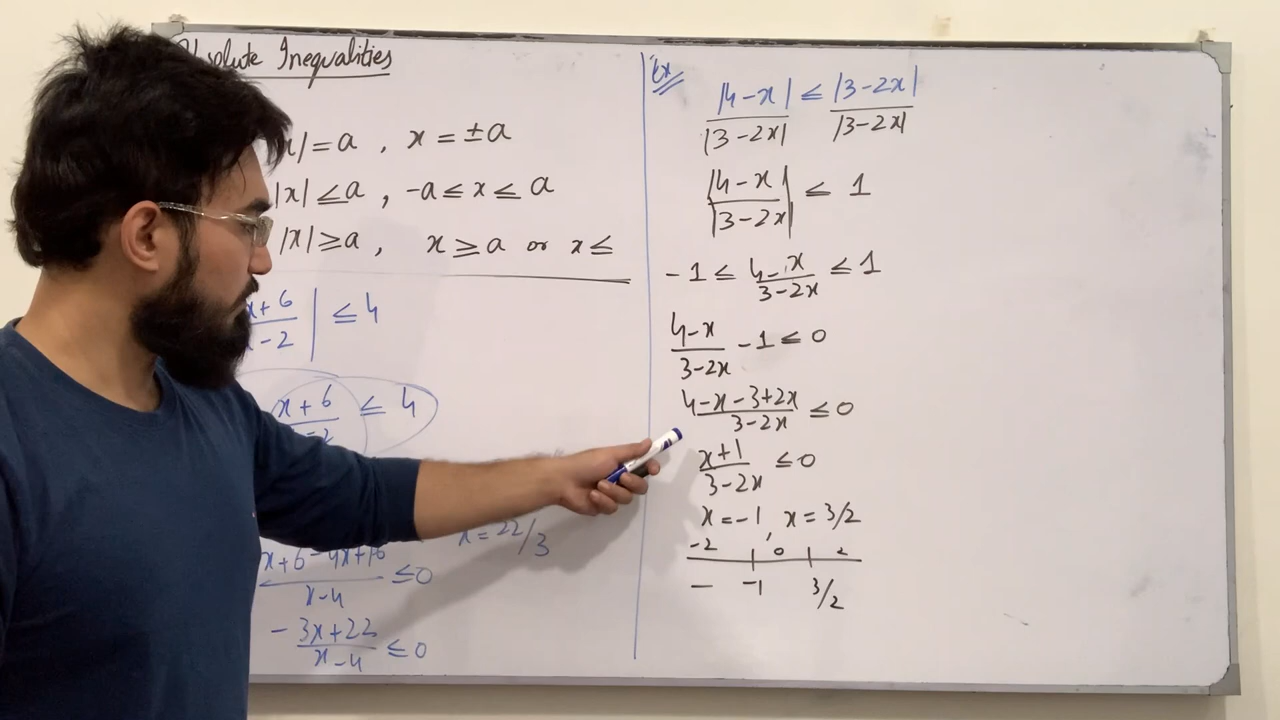 solute Inequalities
x| = a , x = ±a
|x| ≤ a , -a ≤ x ≤ a
|x| ≥ a , x ≥ a or x ≤
x+6 / x-2 | ≤ 4
x+6 / -2 ≤ 4
x = 22/3
x+6-4x+16 / x-4 ≤ 0
-3x+22 / x-4 ≤ 0
Ex
|4-x| / |3-2x| ≤ |3-2x| / |3-2x|
|4-x| / |3-2x| ≤ 1
-1 ≤ 4-x / 3-2x ≤ 1
4-x / 3-2x -1 ≤ 0
4-x-3+2x / 3-2x ≤ 0
x+1 / 3-2x ≤ 0
x = -1 , x = 3/2
-2 0 2
- -1 3/2